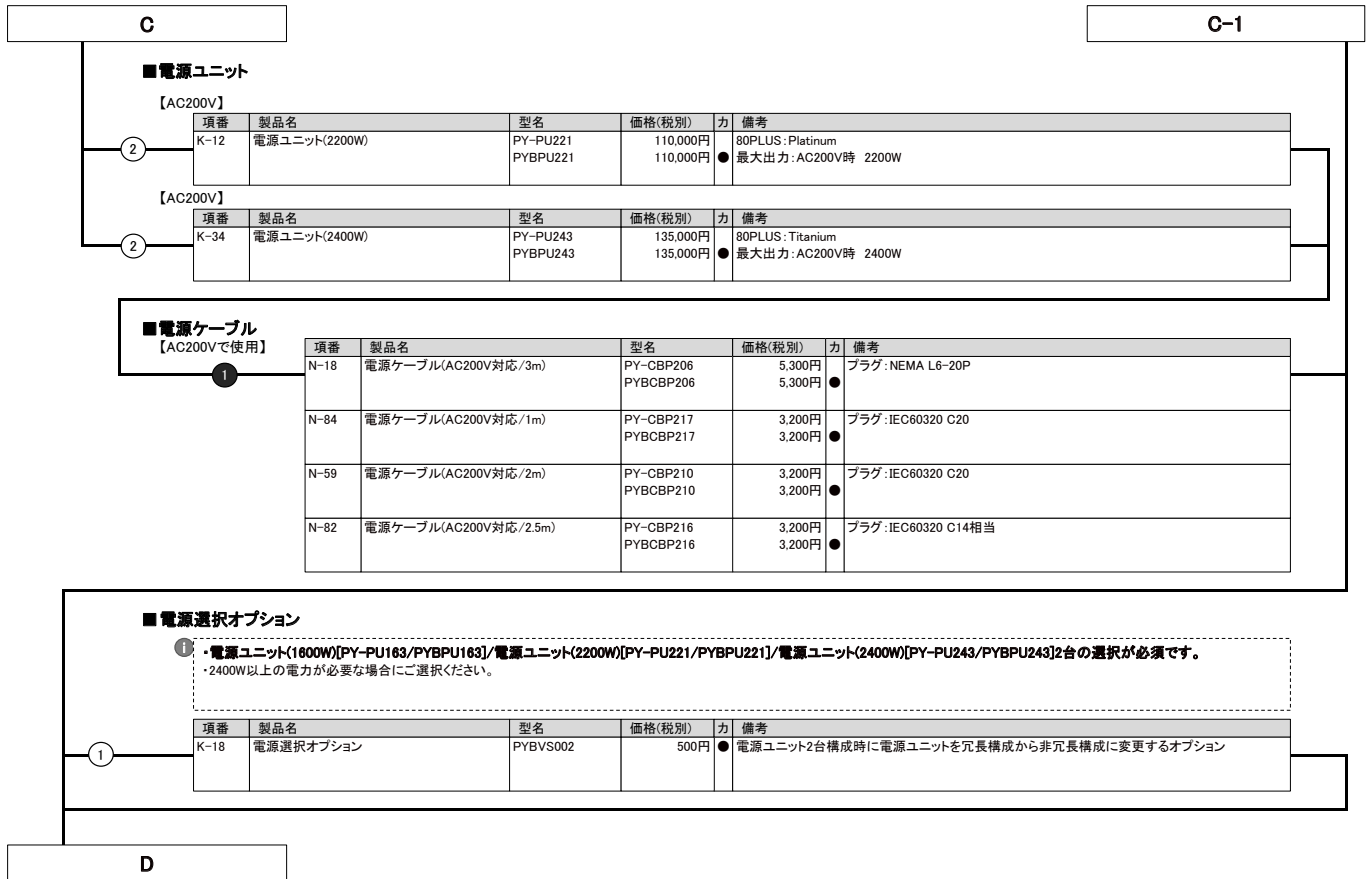 C
C-1
■電源ユニット
【AC200V】
項番 製品名 型名 価格(税別) カ 備考
2
K-12 電源ユニット(2200W) PY-PU221 110,000円 80PLUS:Platinum
PYBPU221 110,000円 ● 最大出力:AC200V時 2200W
【AC200V】
項番 製品名 型名 価格(税別) カ 備考
2
K-34 電源ユニット(2400W) PY-PU243 135,000円 80PLUS:Titanium
PYBPU243 135,000円 ● 最大出力:AC200V時 2400W
■電源ケーブル
【AC200Vで使用】
項番 製品名 型名 価格(税別) カ 備考
1
N-18 電源ケーブル(AC200V対応/3m) PY-CBP206 5,300円 プラグ:NEMA L6-20P
PYBCBP206 5,300円 ●
N-84 電源ケーブル(AC200V対応/1m) PY-CBP217 3,200円 プラグ:IEC60320 C20
PYBCBP217 3,200円 ●
N-59 電源ケーブル(AC200V対応/2m) PY-CBP210 3,200円 プラグ:IEC60320 C20
PYBCBP210 3,200円 ●
N-82 電源ケーブル(AC200V対応/2.5m) PY-CBP216 3,200円 プラグ:IEC60320 C14相当
PYBCBP216 3,200円 ●
■電源選択オプション
i
・電源ユニット(1600W)[PY-PU163/PYBPU163]/電源ユニット(2200W)[PY-PU221/PYBPU221]/電源ユニット(2400W)[PY-PU243/PYBPU243]2台の選択が必須です。
・2400W以上の電力が必要な場合にご選択ください。
項番 製品名 型名 価格(税別) カ 備考
1
K-18 電源選択オプション PYBVS002 500円 ● 電源ユニット2台構成時に電源ユニットを冗長構成から非冗長構成に変更するオプション
D